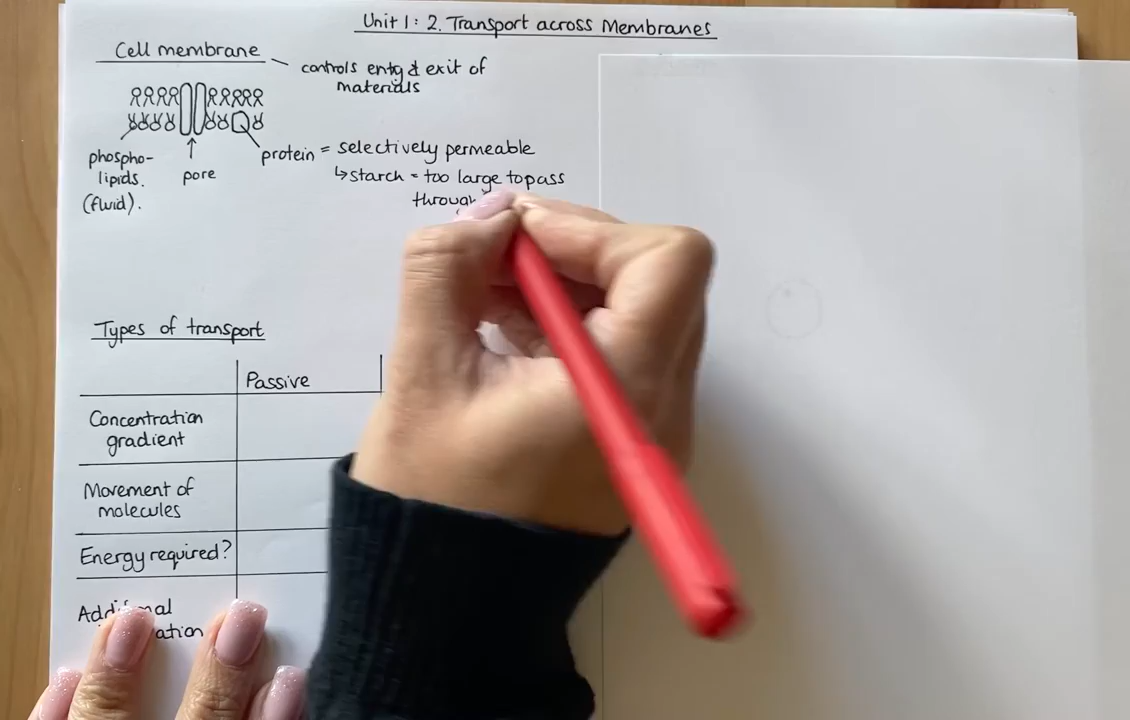 Unit 1: 2. Transport across Membranes
Cell membrane
controls entry & exit of
materials
phospho-
lipids.
(fluid).
pore
protein = selectively permeable
↳starch = too large to pass
through
Types of transport
Passive
Concentration
gradient
Movement of
molecules
Energy required?